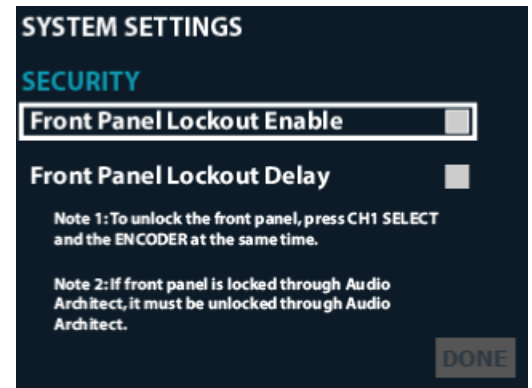 SYSTEM SETTINGS
SECURITY
Front Panel Lockout Enable
Front Panel Lockout Delay
Note 1: To unlock the front panel, press CH1 SELECT
and the ENCODER at the same time.
Note 2: If front panel is locked through Audio
Architect, it must be unlocked through Audio
Architect.
DONE